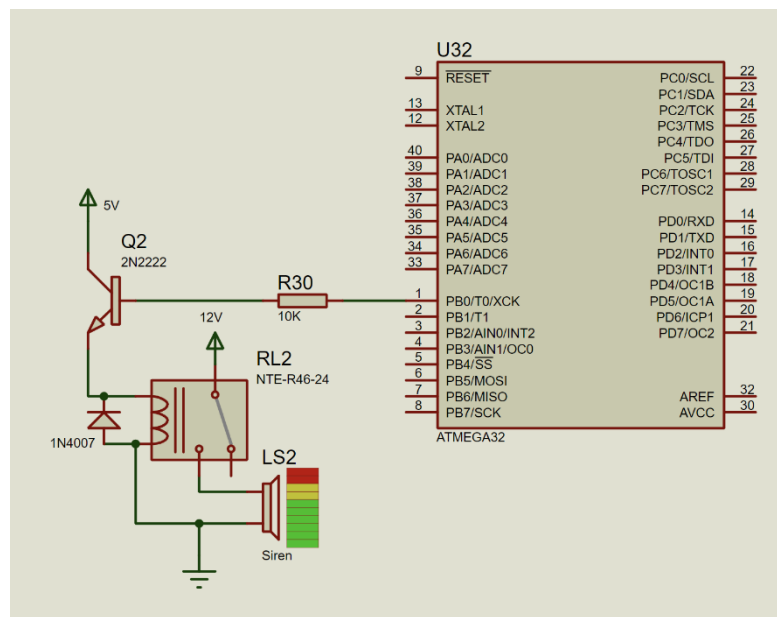 U32
9 RESET
13 XTAL1
12 XTAL2
40 PA0/ADC0
39 PA1/ADC1
38 PA2/ADC2
37 PA3/ADC3
36 PA4/ADC4
35 PA5/ADC5
34 PA6/ADC6
33 PA7/ADC7
1 PB0/T0/XCK
2 PB1/T1
3 PB2/AIN0/INT2
4 PB3/AIN1/OC0
5 PB4/SS
6 PB5/MOSI
7 PB6/MISO
8 PB7/SCK
PC0/SCL 22
PC1/SDA 23
PC2/TCK 24
PC3/TMS 25
PC4/TDO 26
PC5/TDI 27
PC6/TOSC1 28
PC7/TOSC2 29
PD0/RXD 14
PD1/TXD 15
PD2/INT0 16
PD3/INT1 17
PD4/OC1B 18
PD5/OC1A 19
PD6/ICP1 20
PD7/OC2 21
AREF 32
AVCC 30
ATMEGA32
5V
Q2
2N2222
R30
10K
12V
RL2
NTE-R46-24
1N4007
LS2
Siren